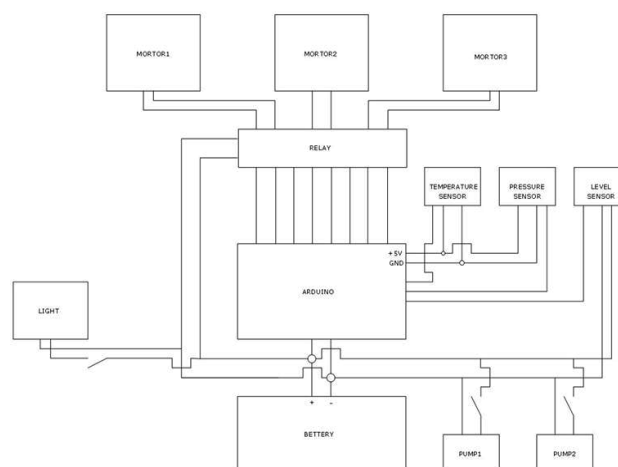 MORTOR1
MORTOR2
MORTOR3
RELAY
TEMPERATURE
SENSOR
PRESSURE
SENSOR
LEVEL
SENSOR
+5V
GND
ARDUINO
LIGHT
+ -
BETTERY
PUMP1
PUMP2